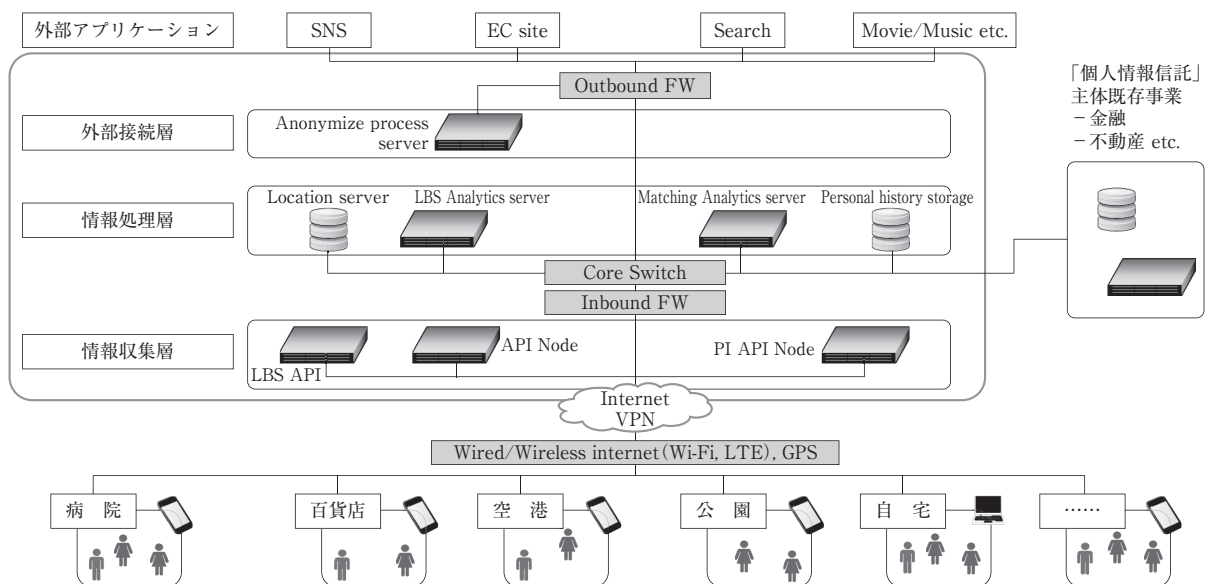 外部アプリケーション
SNS
EC site
Search
Movie/Music etc.
Outbound FW
「個人情報信託」
主体既存事業
－金融
－不動産 etc.
外部接続層
Anonymize process
server
情報処理層
Location server
LBS Analytics server
Matching Analytics server
Personal history storage
Core Switch
Inbound FW
情報収集層
LBS API
API Node
PI API Node
Internet
VPN
Wired/Wireless internet(Wi-Fi, LTE), GPS
病　院
百貨店
空　港
公　園
自　宅
……